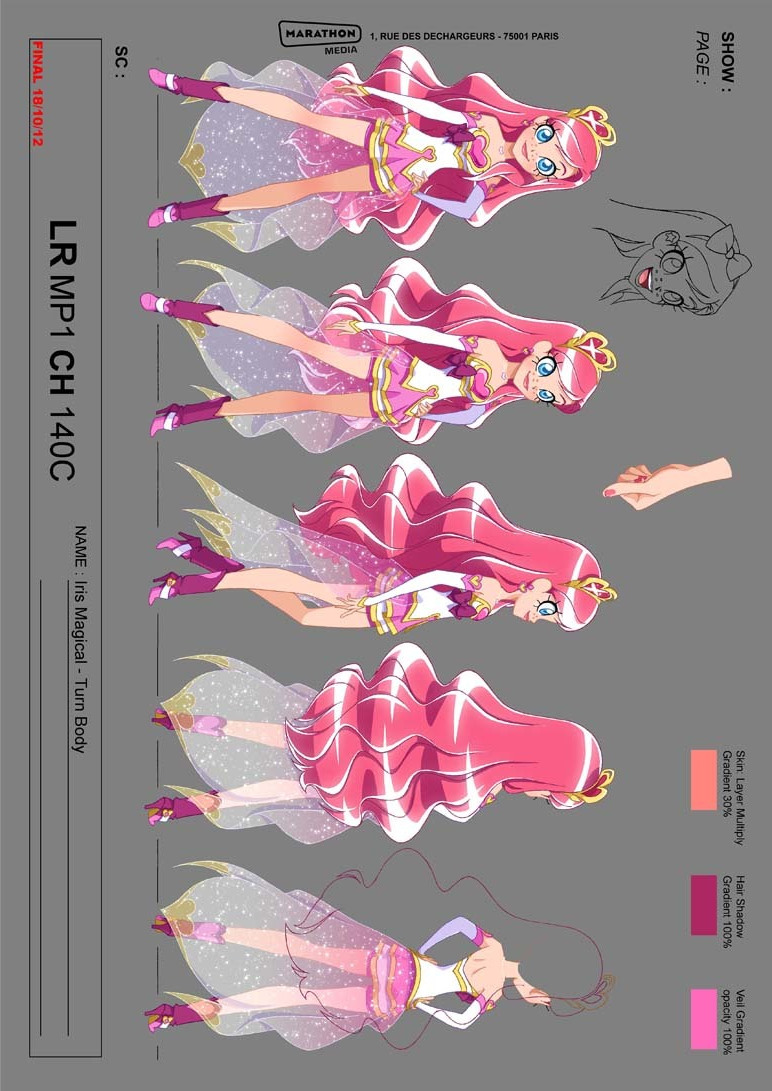 MARATHON
MEDIA
1, RUE DES DECHARGEURS - 75001 PARIS
SHOW :
PAGE :
SC :
Skin: Layer Multiply
Gradient 30%
Hair Shadow
Gradient 100%
Veil Gradient
opacity 100%
FINAL 18/10/12
LR MP1 CH 140C
NAME : Iris Magical - Turn Body